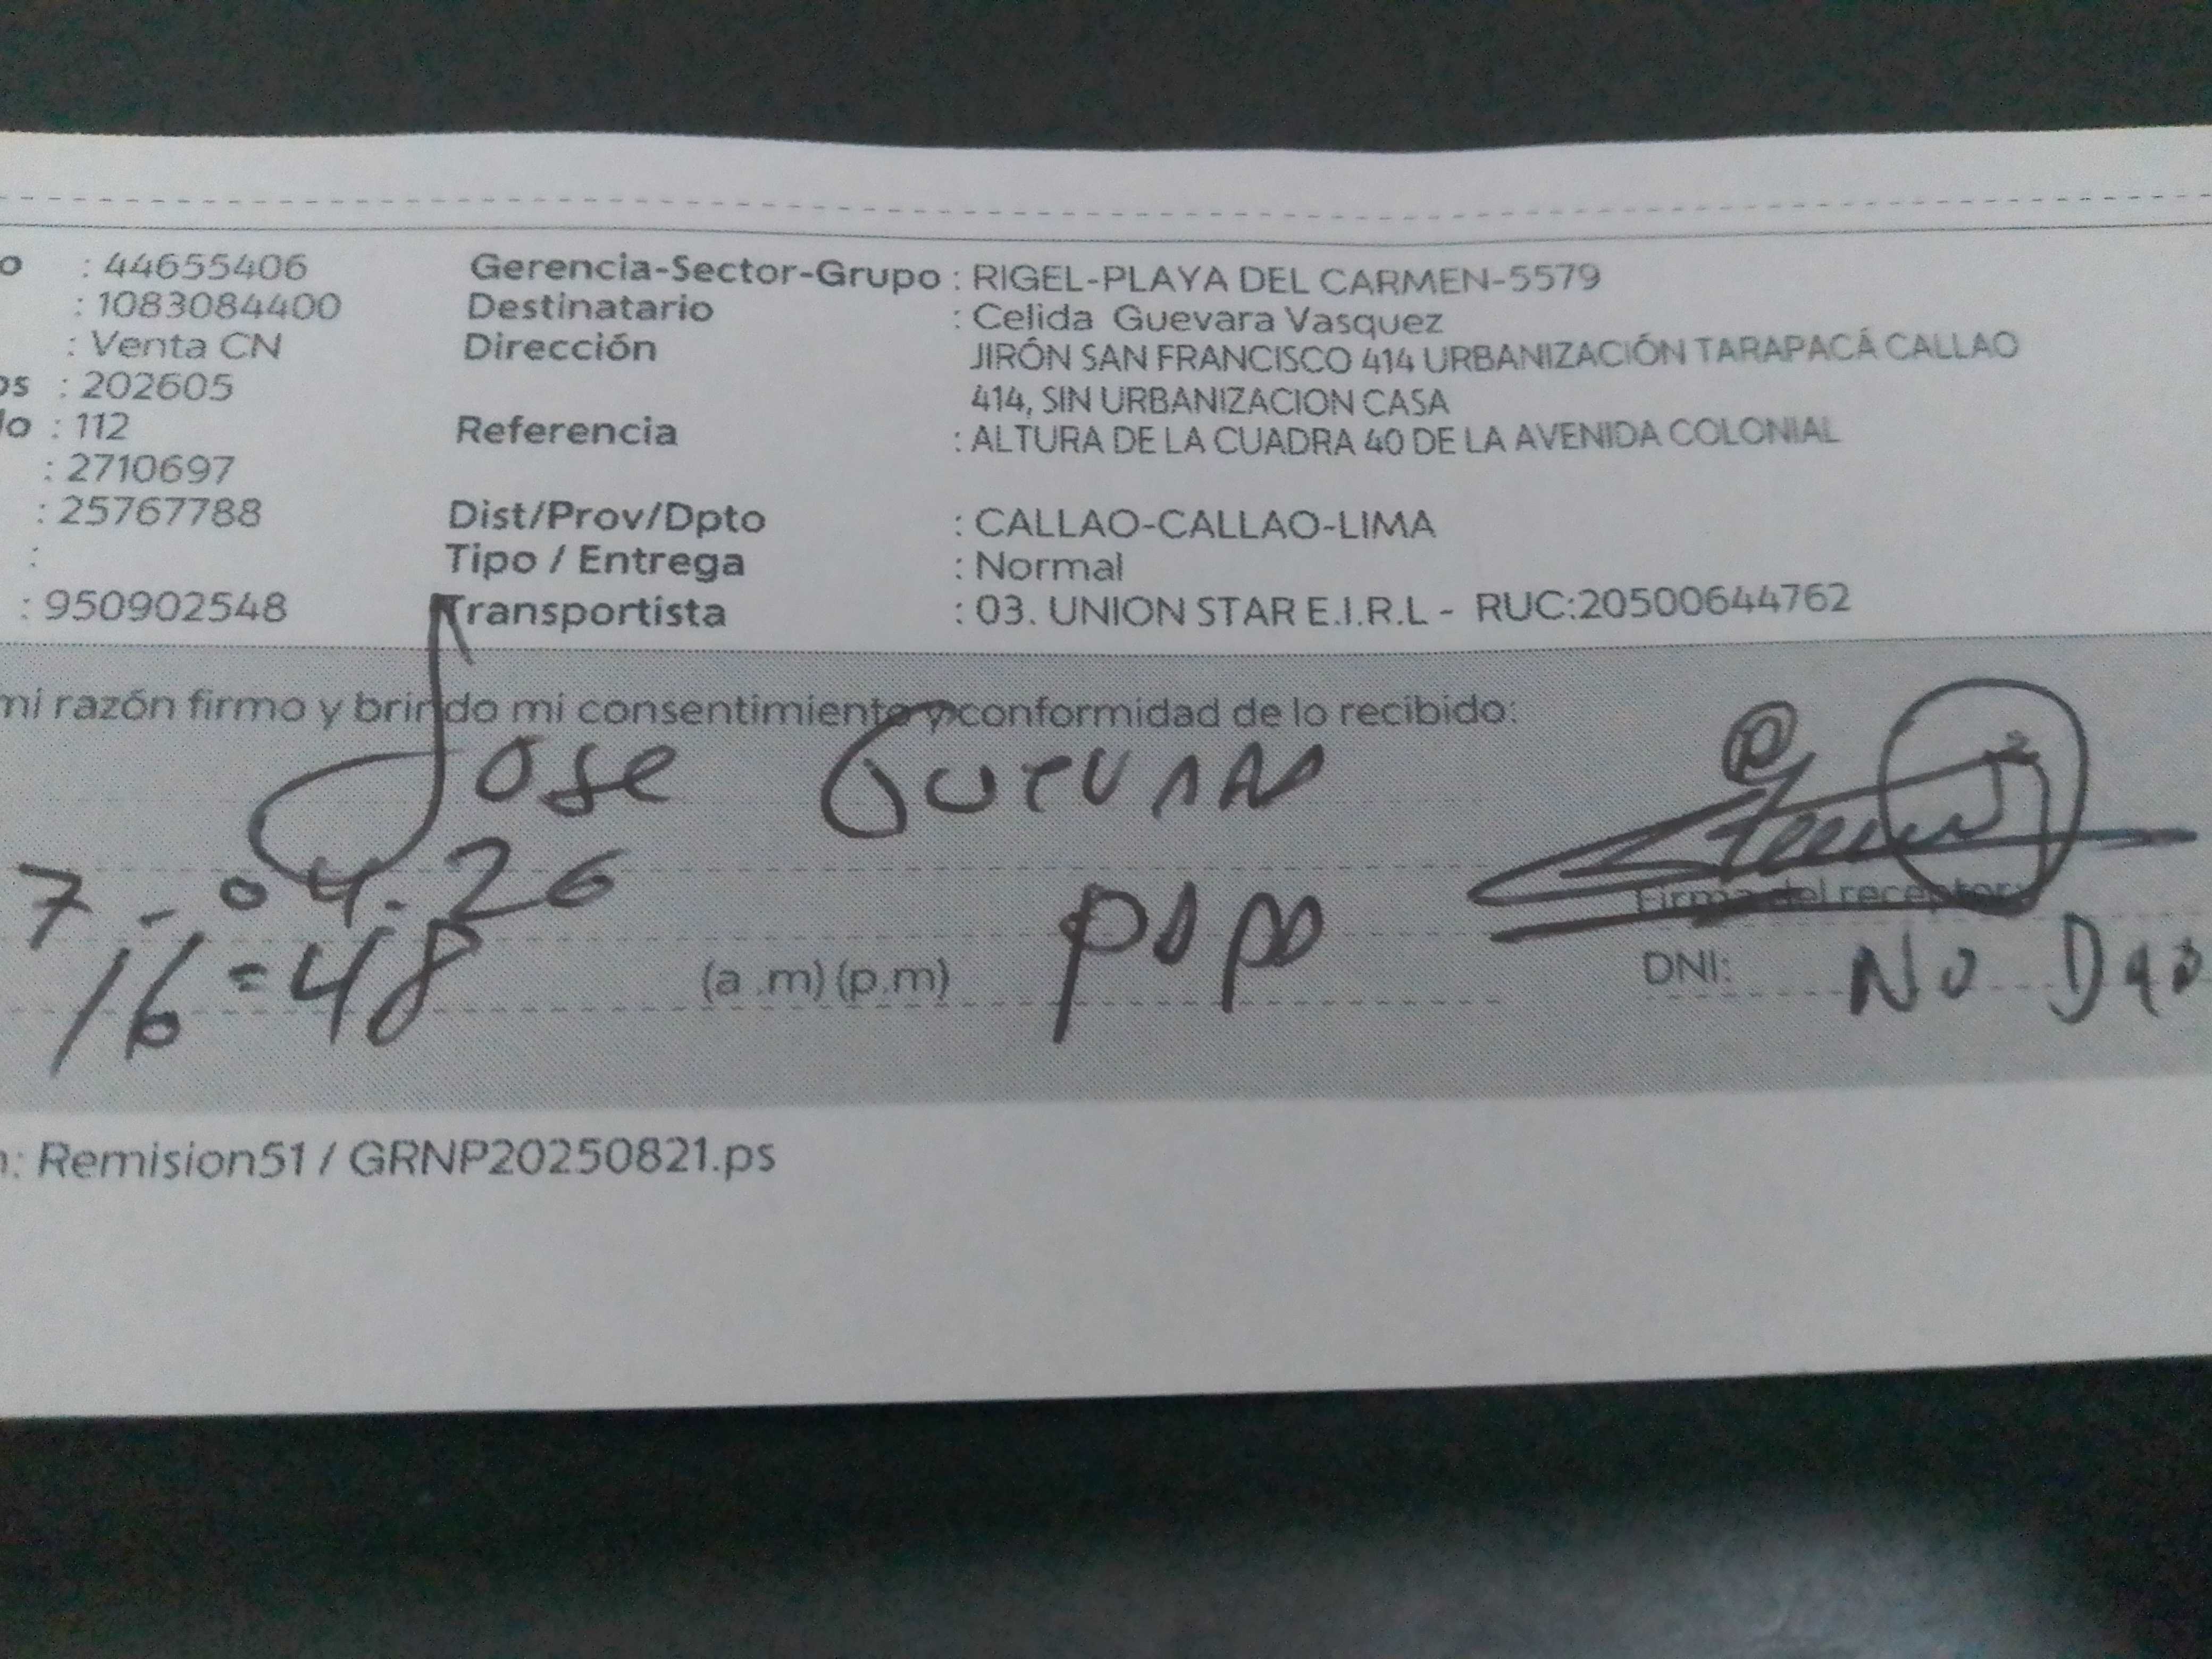 o : 44655406 Gerencia-Sector-Grupo : RIGEL-PLAYA DEL CARMEN-5579
: 1083084400 Destinatario : Celida Guevara Vasquez
: Venta CN Dirección JIRÓN SAN FRANCISCO 414 URBANIZACIÓN TARAPACÁ CALLAO
os : 202605 414, SIN URBANIZACION CASA
do : 112 Referencia : ALTURA DE LA CUADRA 40 DE LA AVENIDA COLONIAL
: 2710697
: 25767788 Dist/Prov/Dpto : CALLAO-CALLAO-LIMA
: Tipo / Entrega : Normal
: 950902548 Transportista : 03. UNION STAR E.I.R.L - RUC:20500644762
mi razón firmo y brindo mi consentimiento y conformidad de lo recibido:
Jose Guevara
7-04-26 Firma del receptor:
16=48 (a .m) (p.m) papa DNI: No Dao
n: Remision51 / GRNP20250821.ps